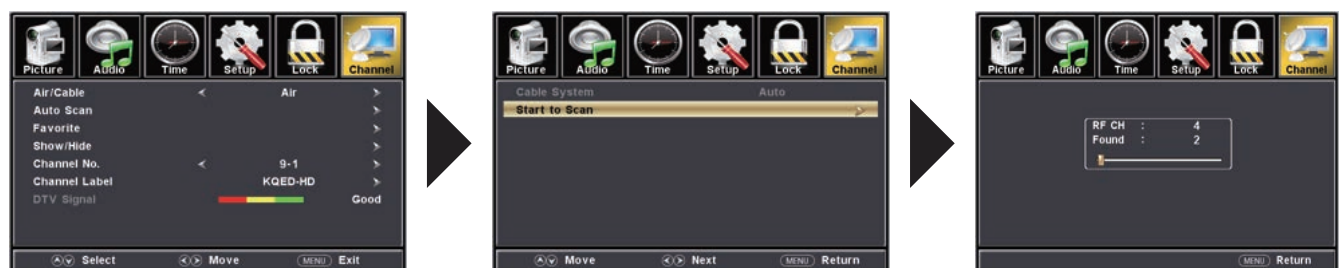 Picture Audio Time Setup Lock Channel
Air/Cable Air
Auto Scan
Favorite
Show/Hide
Channel No. 9-1
Channel Label KQED-HD
DTV Signal Good
Select Move MENU Exit
Picture Audio Time Setup Lock Channel
Cable System Auto
Start to Scan
Move Next MENU Return
Picture Audio Time Setup Lock Channel
RF CH : 4
Found : 2
MENU Return